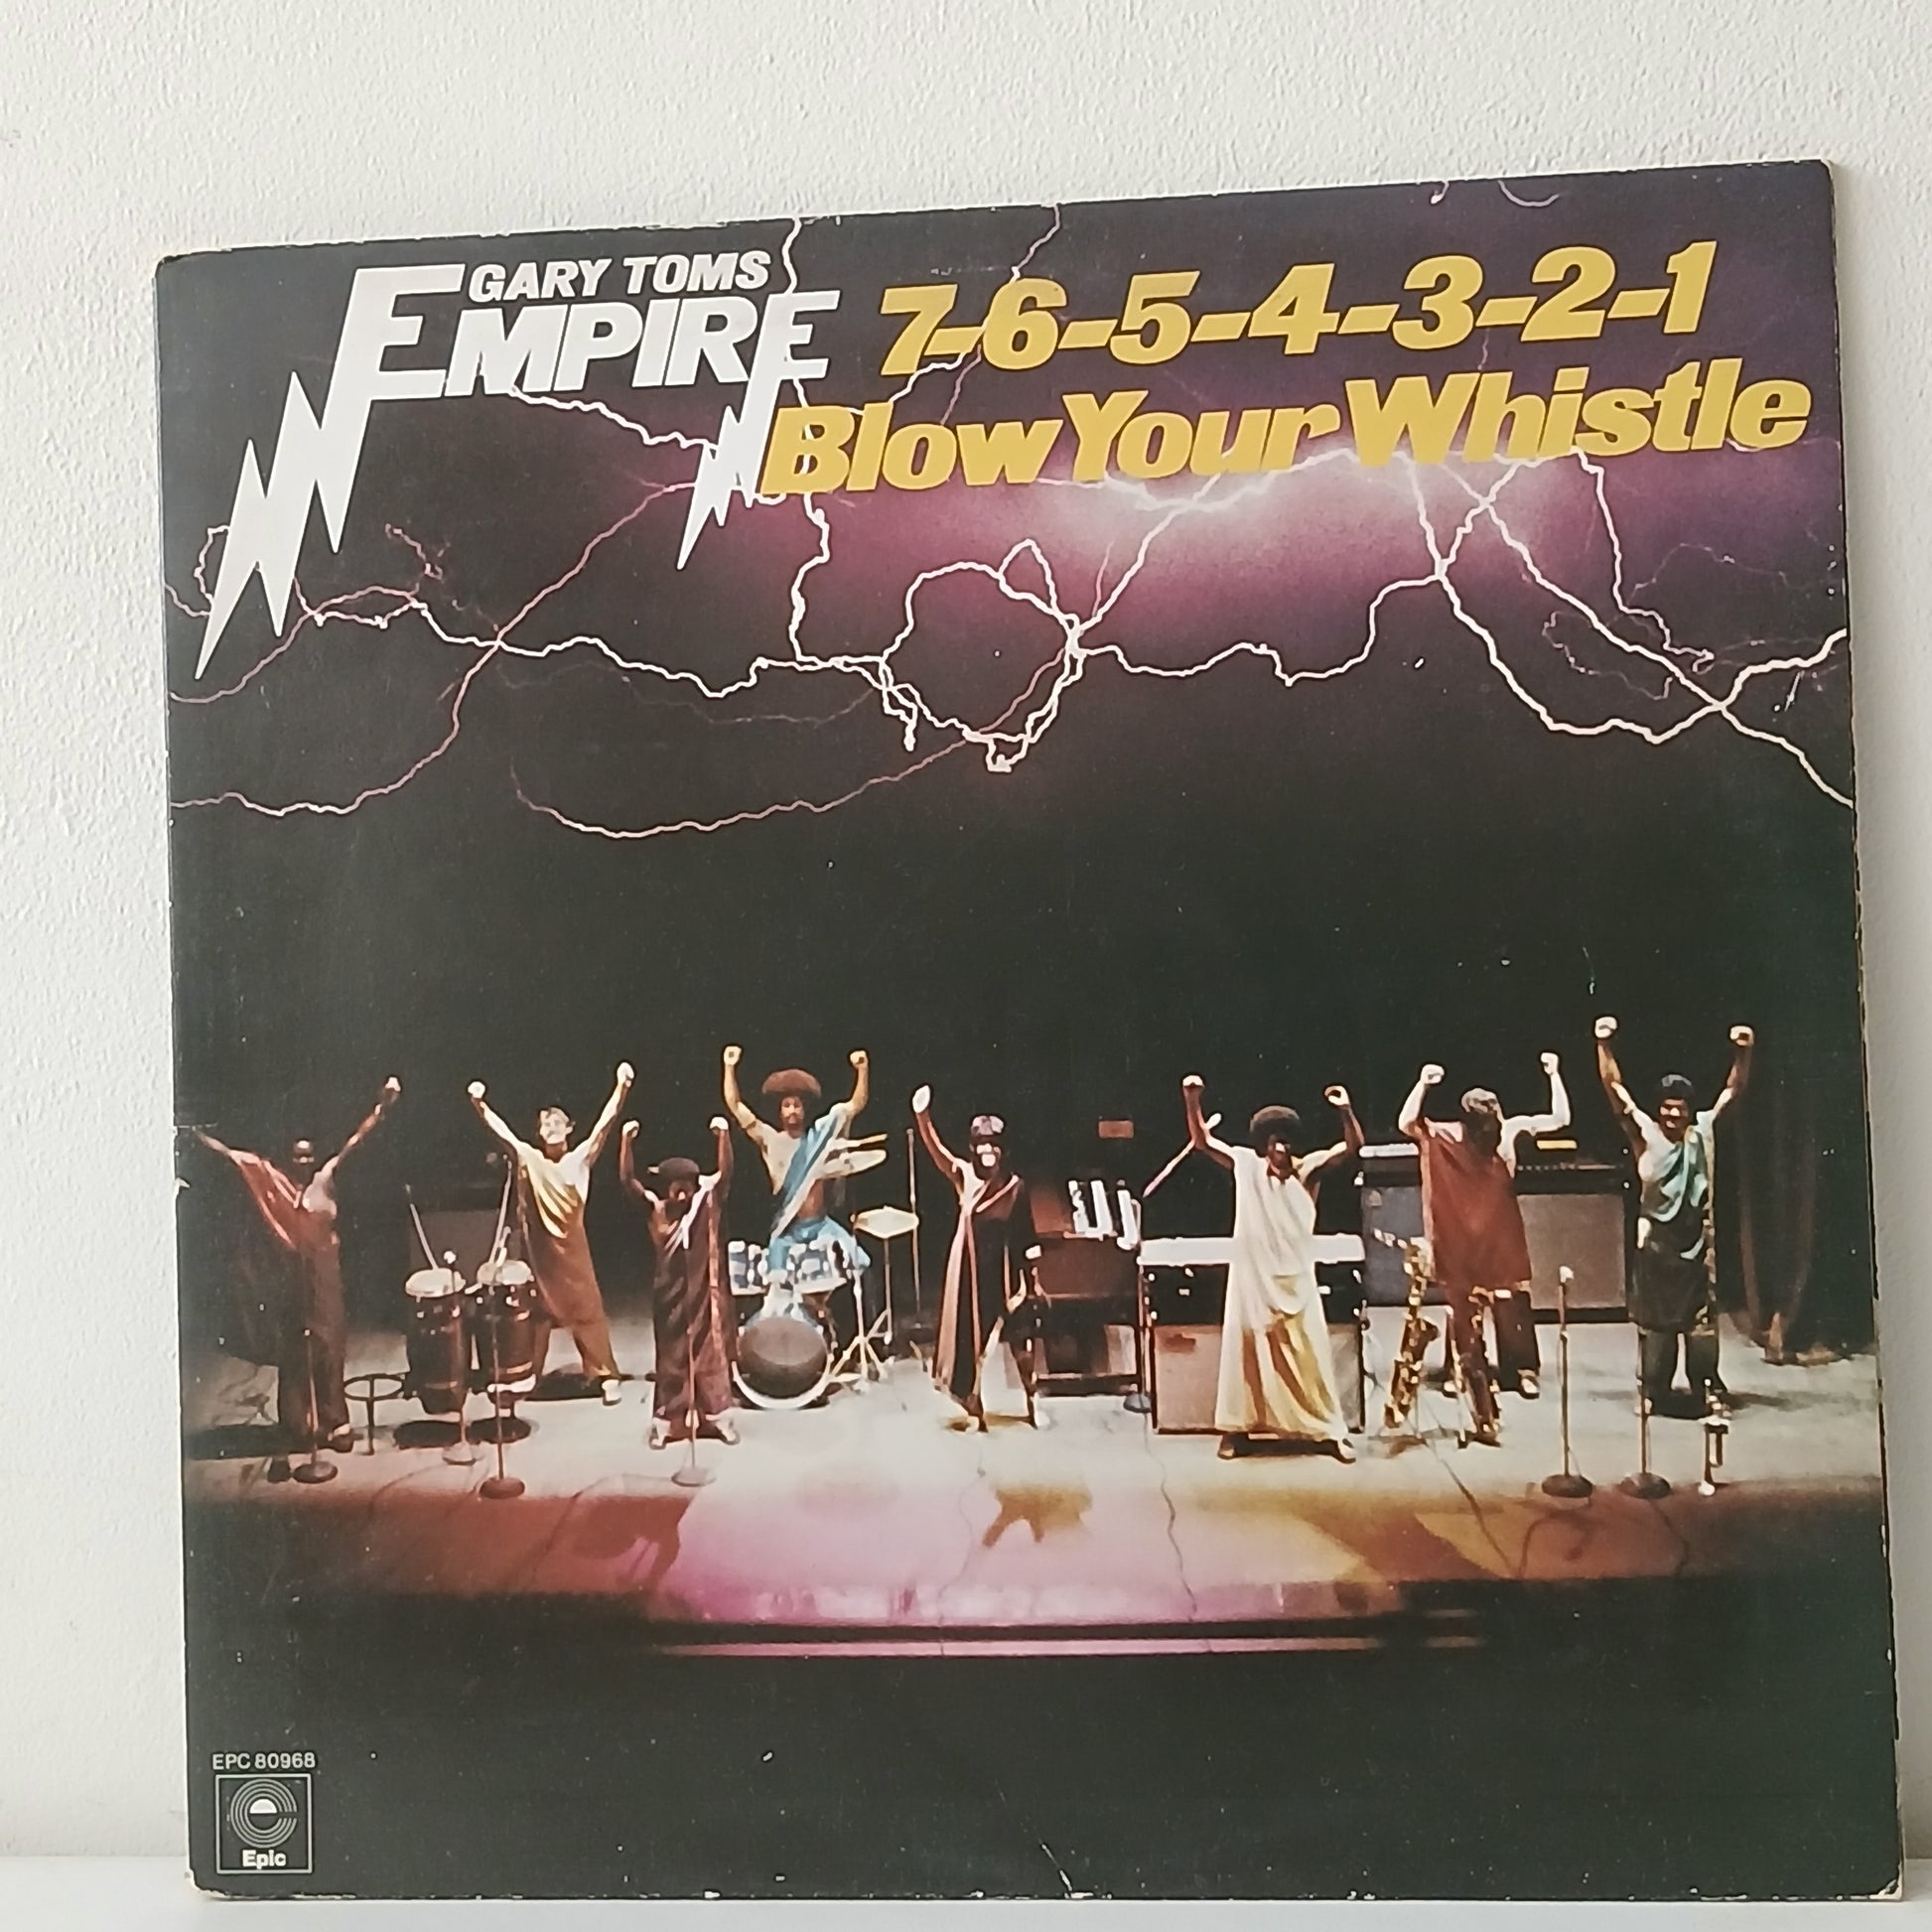 GARY TOMS
EMPIRE
7-6-5-4-3-2-1
Blow Your Whistle
EPC 80968
Epic